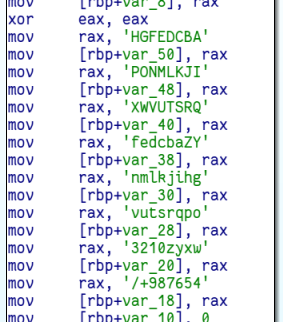 mov [rbp+var_8], rax
xor eax, eax
mov rax, 'HGFEDCBA'
mov [rbp+var_50], rax
mov rax, 'PONMLKJI'
mov [rbp+var_48], rax
mov rax, 'XWVUTSRQ'
mov [rbp+var_40], rax
mov rax, 'fedcbaZY'
mov [rbp+var_38], rax
mov rax, 'nmlkjihg'
mov [rbp+var_30], rax
mov rax, 'vutsrqpo'
mov [rbp+var_28], rax
mov rax, '3210zyxw'
mov [rbp+var_20], rax
mov rax, '/+987654'
mov [rbp+var_18], rax
mov [rbp+var_10], 0